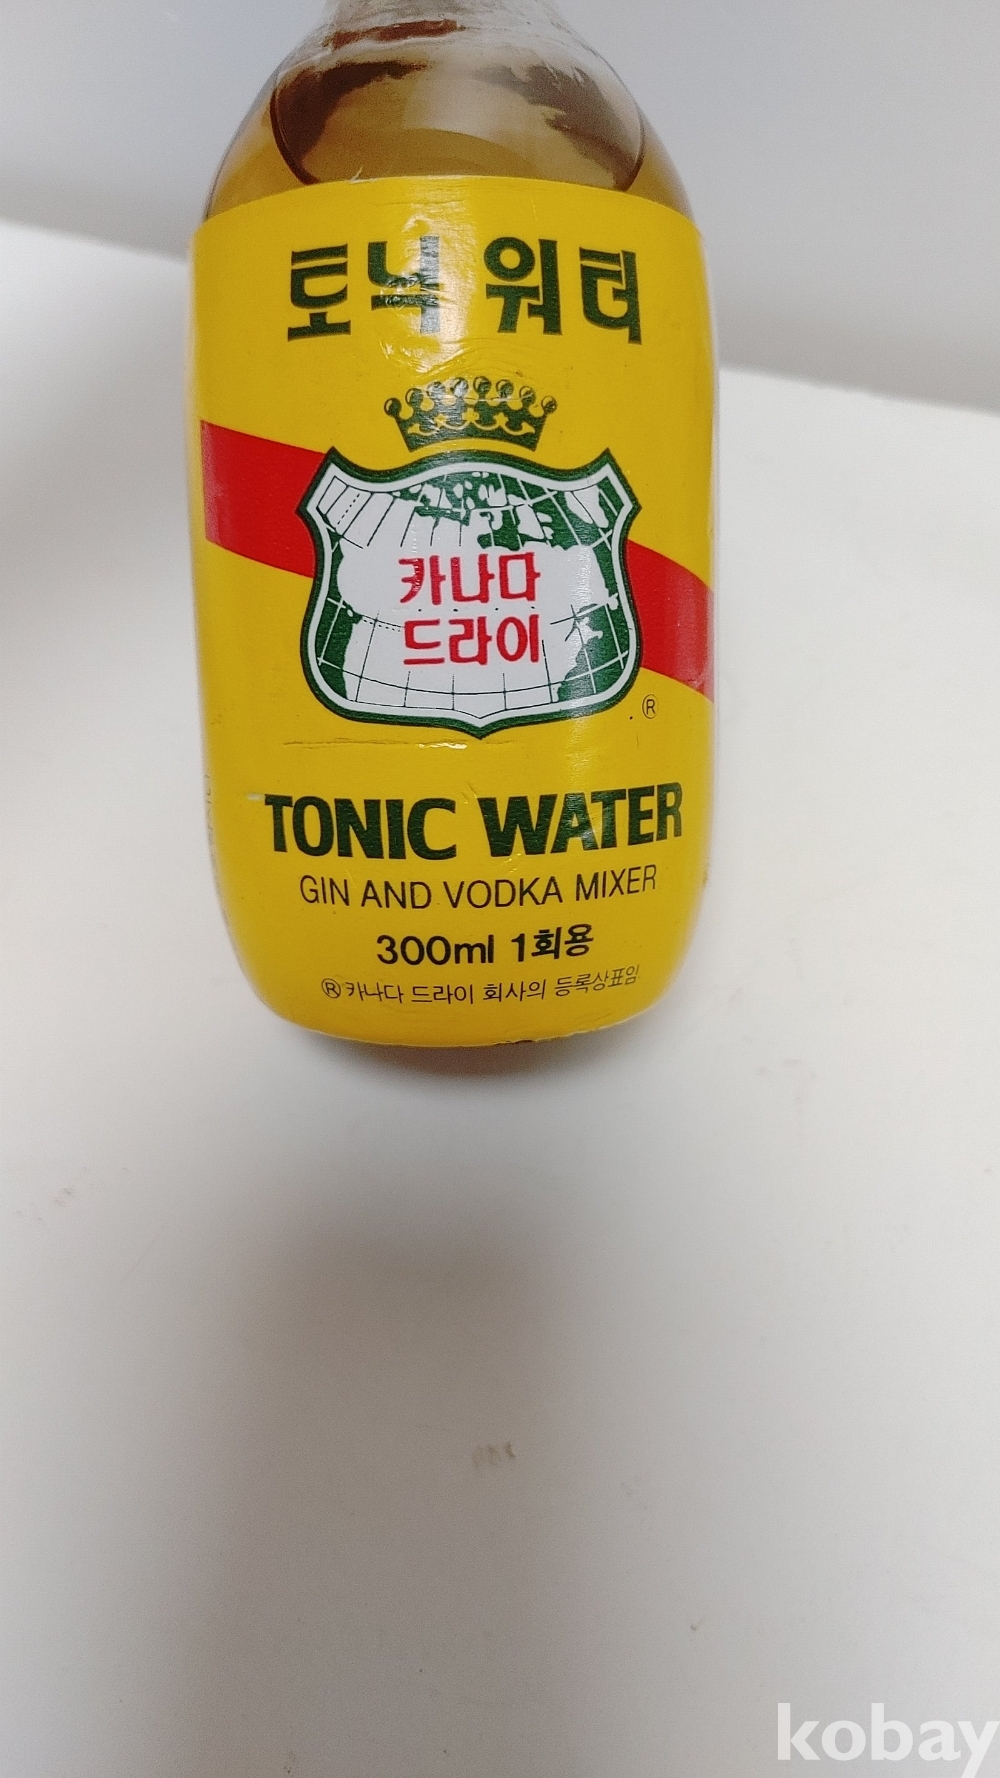 토닉 워터
카나다
드라이
®
TONIC WATER
GIN AND VODKA MIXER
300ml 1회용
®카나다 드라이 회사의 등록상표임
kobay